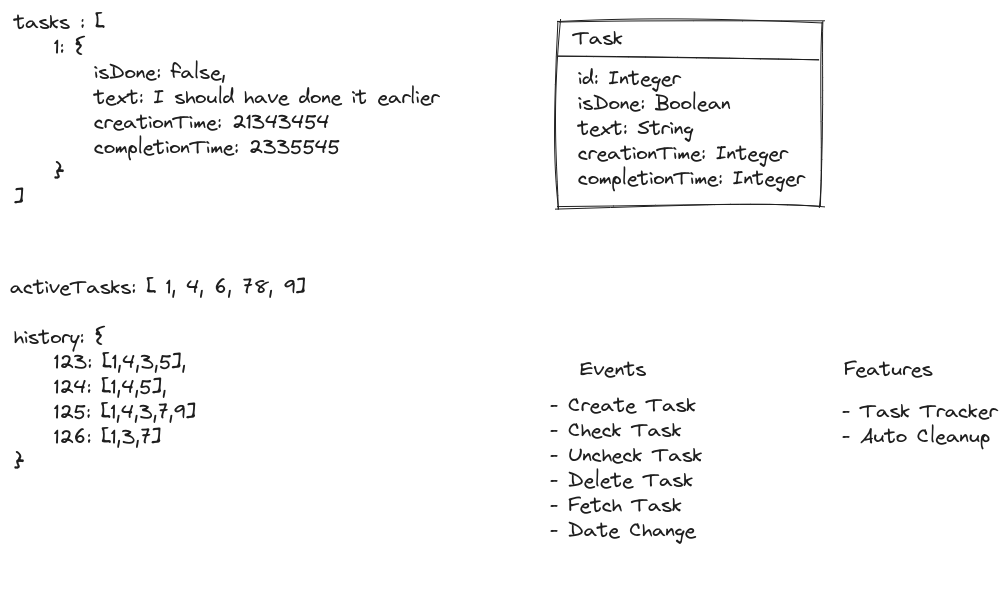 tasks : [
1: {
isDone: false,
text: I should have done it earlier
creationTime: 21343454
completionTime: 2335545
}
]
Task
id: Integer
isDone: Boolean
text: String
creationTime: Integer
completionTime: Integer
activeTasks: [ 1, 4, 6, 78, 9]
history: {
123: [1,4,3,5],
124: [1,4,5],
125: [1,4,3,7,9]
126: [1,3,7]
}
Events
- Create Task
- Check Task
- Uncheck Task
- Delete Task
- Fetch Task
- Date Change
Features
- Task Tracker
- Auto Cleanup